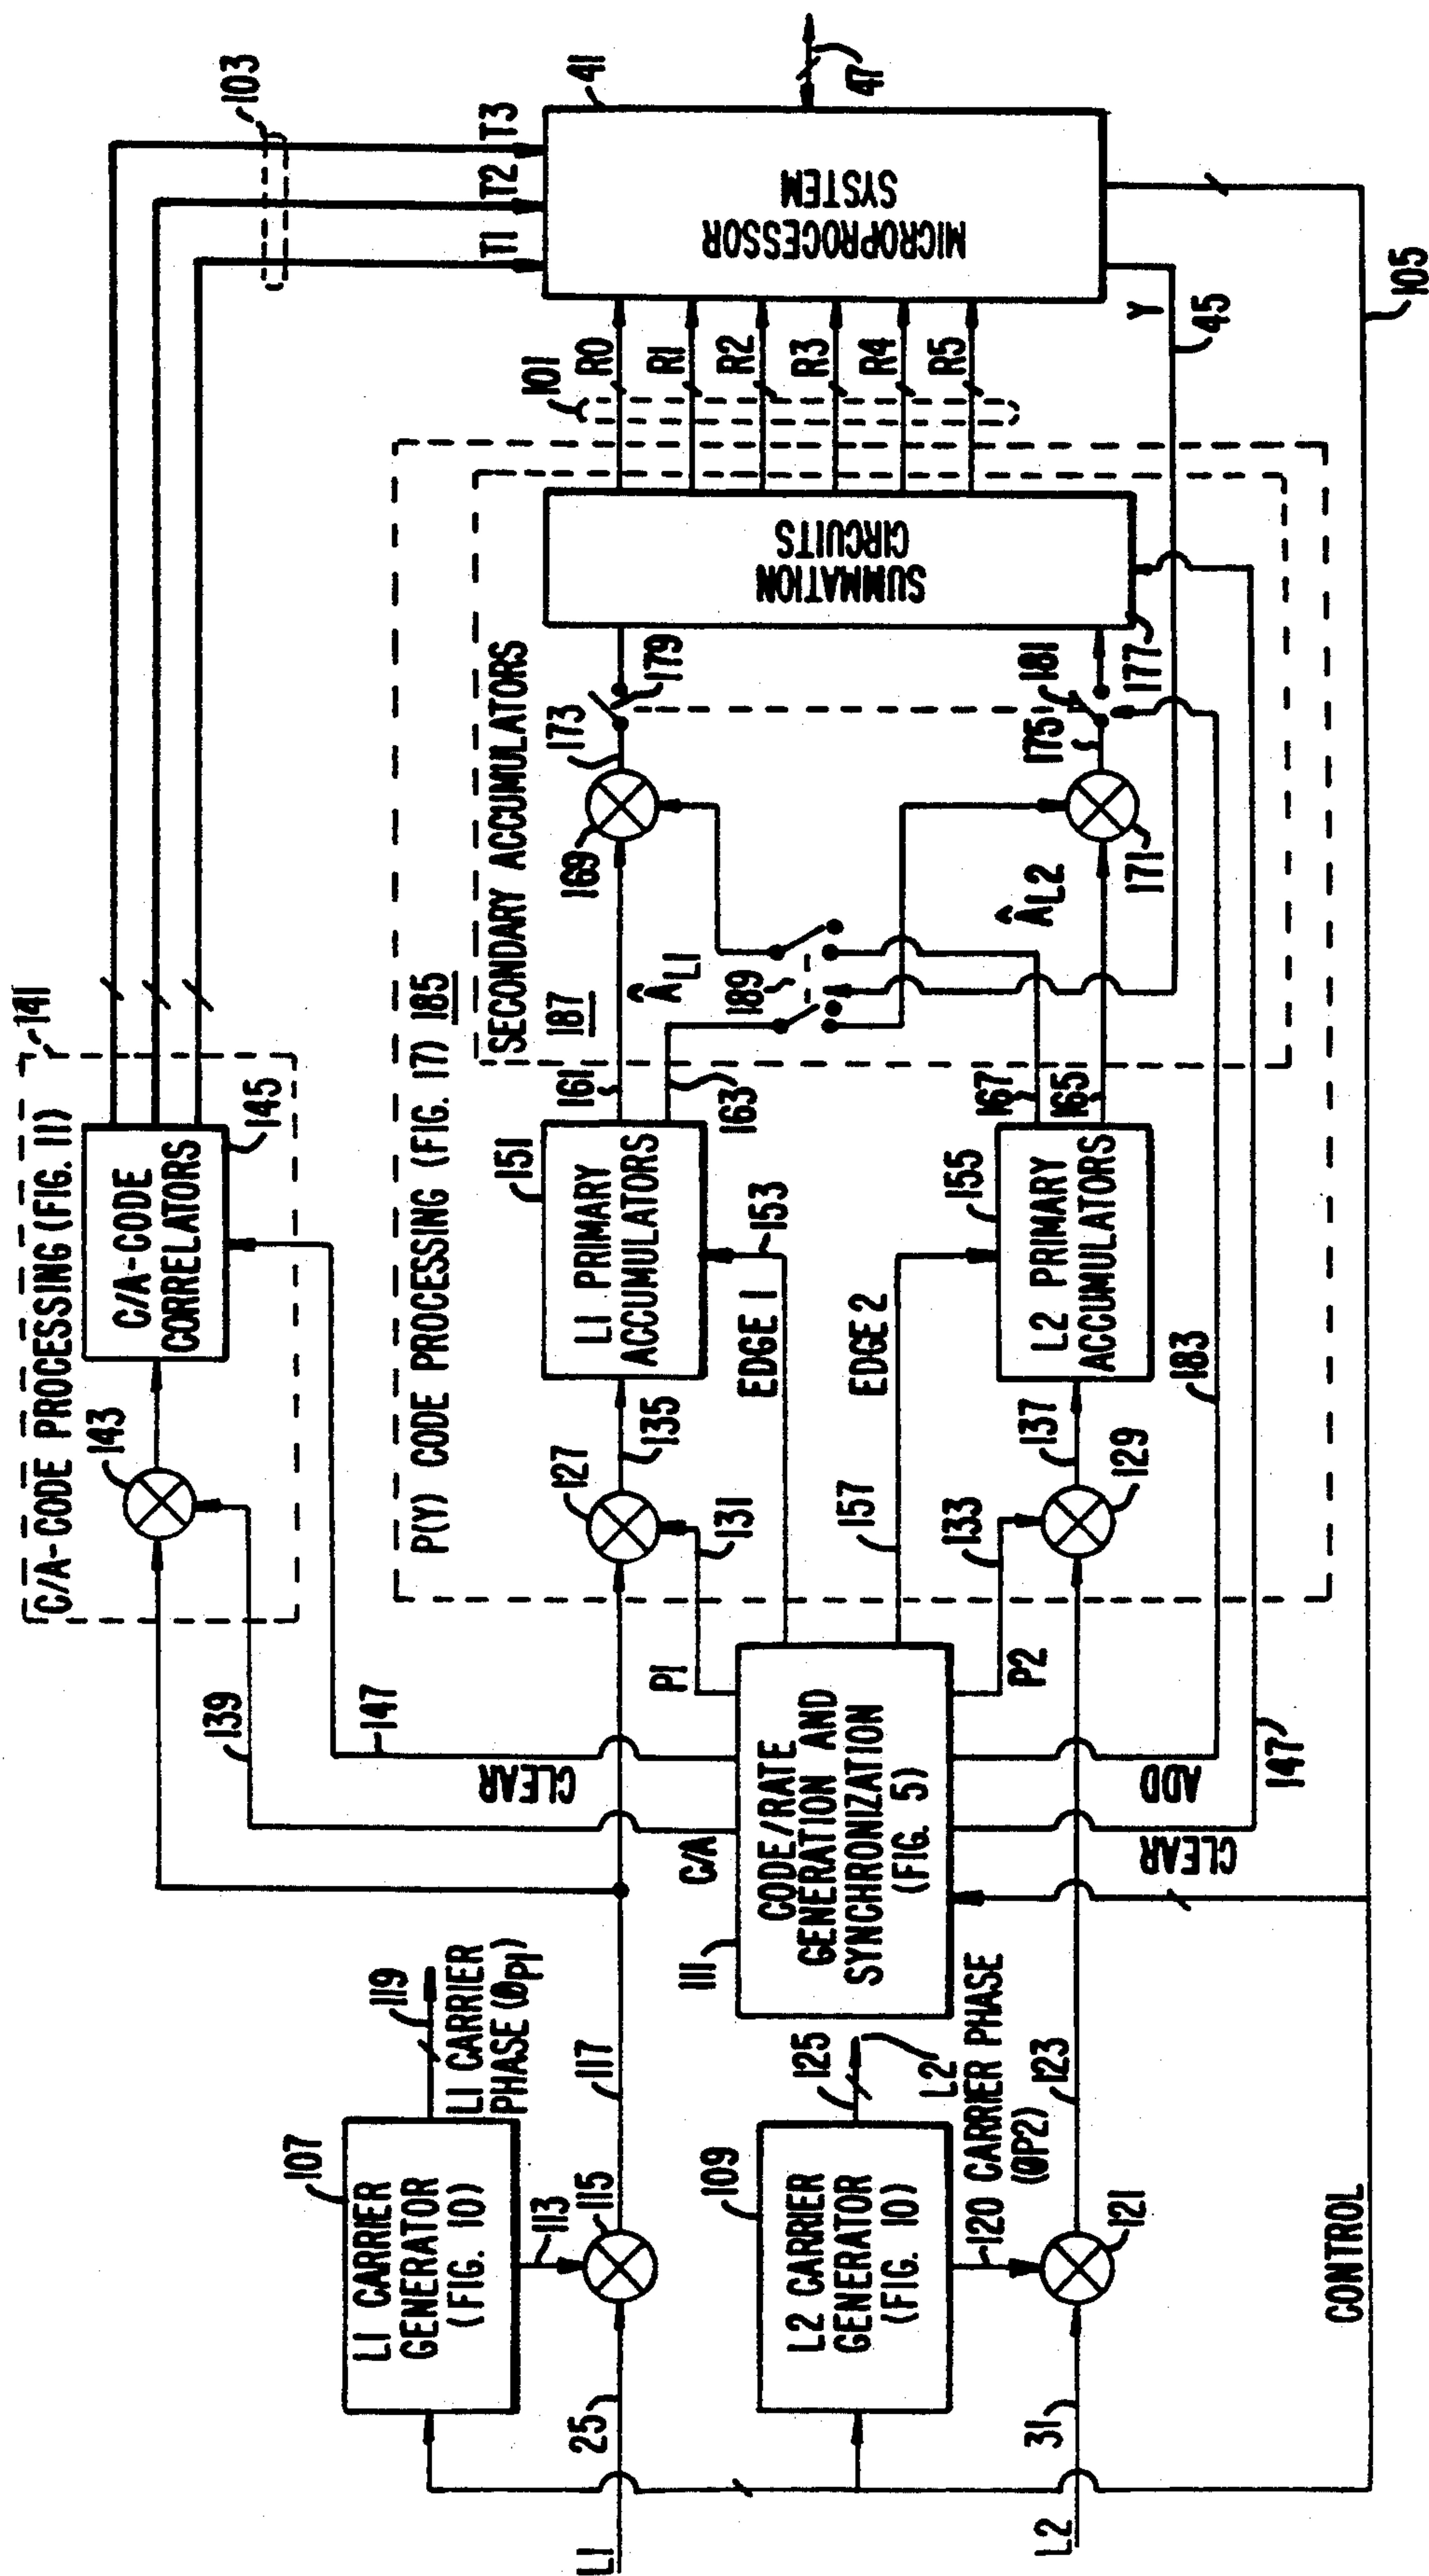 C/A-CODE PROCESSING (FIG. 11)
141
143
C/A-CODE
CORRELATORS
145
103
139
147
CLEAR
T1
T2
T3
107
L1 CARRIER
GENERATOR
(FIG. 10)
119
L1 CARRIER
PHASE (ØP1)
113
115
117
25
L1
C/A
P1
P(Y) CODE PROCESSING (FIG. 17) 185
127
131
135
151
L1 PRIMARY
ACCUMULATORS
EDGE 1
153
161
163
SECONDARY ACCUMULATORS
187
169
173
179
ÂL1
189
SUMMATION
CIRCUITS
101
R0
R1
R2
R3
R4
R5
41
MICROPROCESSOR
SYSTEM
47
111
CODE/RATE
GENERATION AND
SYNCHRONIZATION
(FIG. 5)
109
L2 CARRIER
GENERATOR
(FIG. 10)
125
L2
CARRIER PHASE
(ØP2)
120
121
123
31
L2
P2
EDGE 2
157
133
137
129
155
L2 PRIMARY
ACCUMULATORS
167
165
ÂL2
171
175
181
177
183
ADD
CLEAR
147
Y
45
CONTROL
105